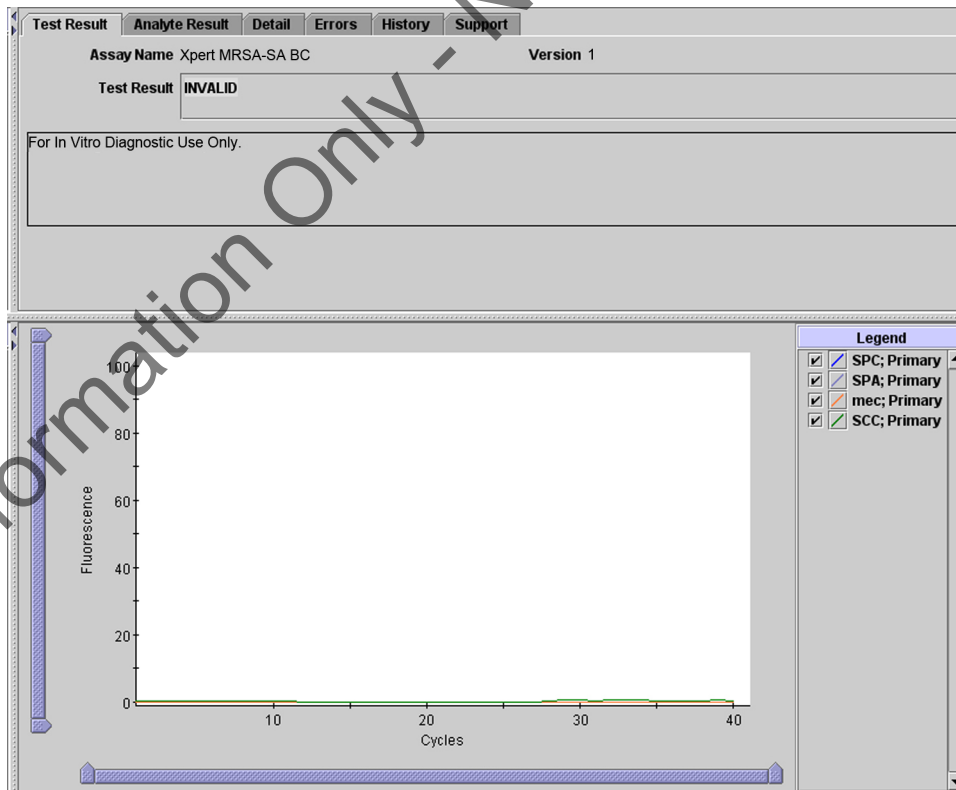 Test Result Analyte Result Detail Errors History Support
Assay Name Xpert MRSA-SA BC Version 1
Test Result INVALID
For In Vitro Diagnostic Use Only.
Legend
SPC; Primary
SPA; Primary
mec; Primary
SCC; Primary
100
80
60
40
20
0
Fluorescence
10 20 30 40
Cycles
ormation Only - N